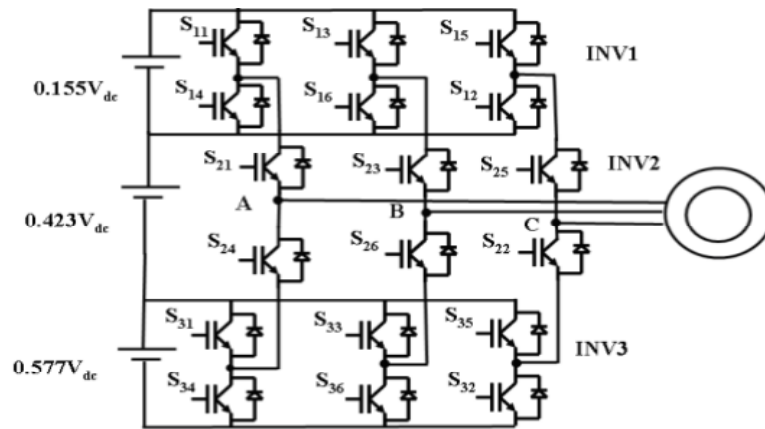 S11 S13 S15 INV1
0.155Vdc
S14 S16 S12
S21 S23 S25 INV2
A B C
0.423Vdc
S24 S26 S22
S31 S33 S35
INV3
0.577Vdc
S34 S36 S32